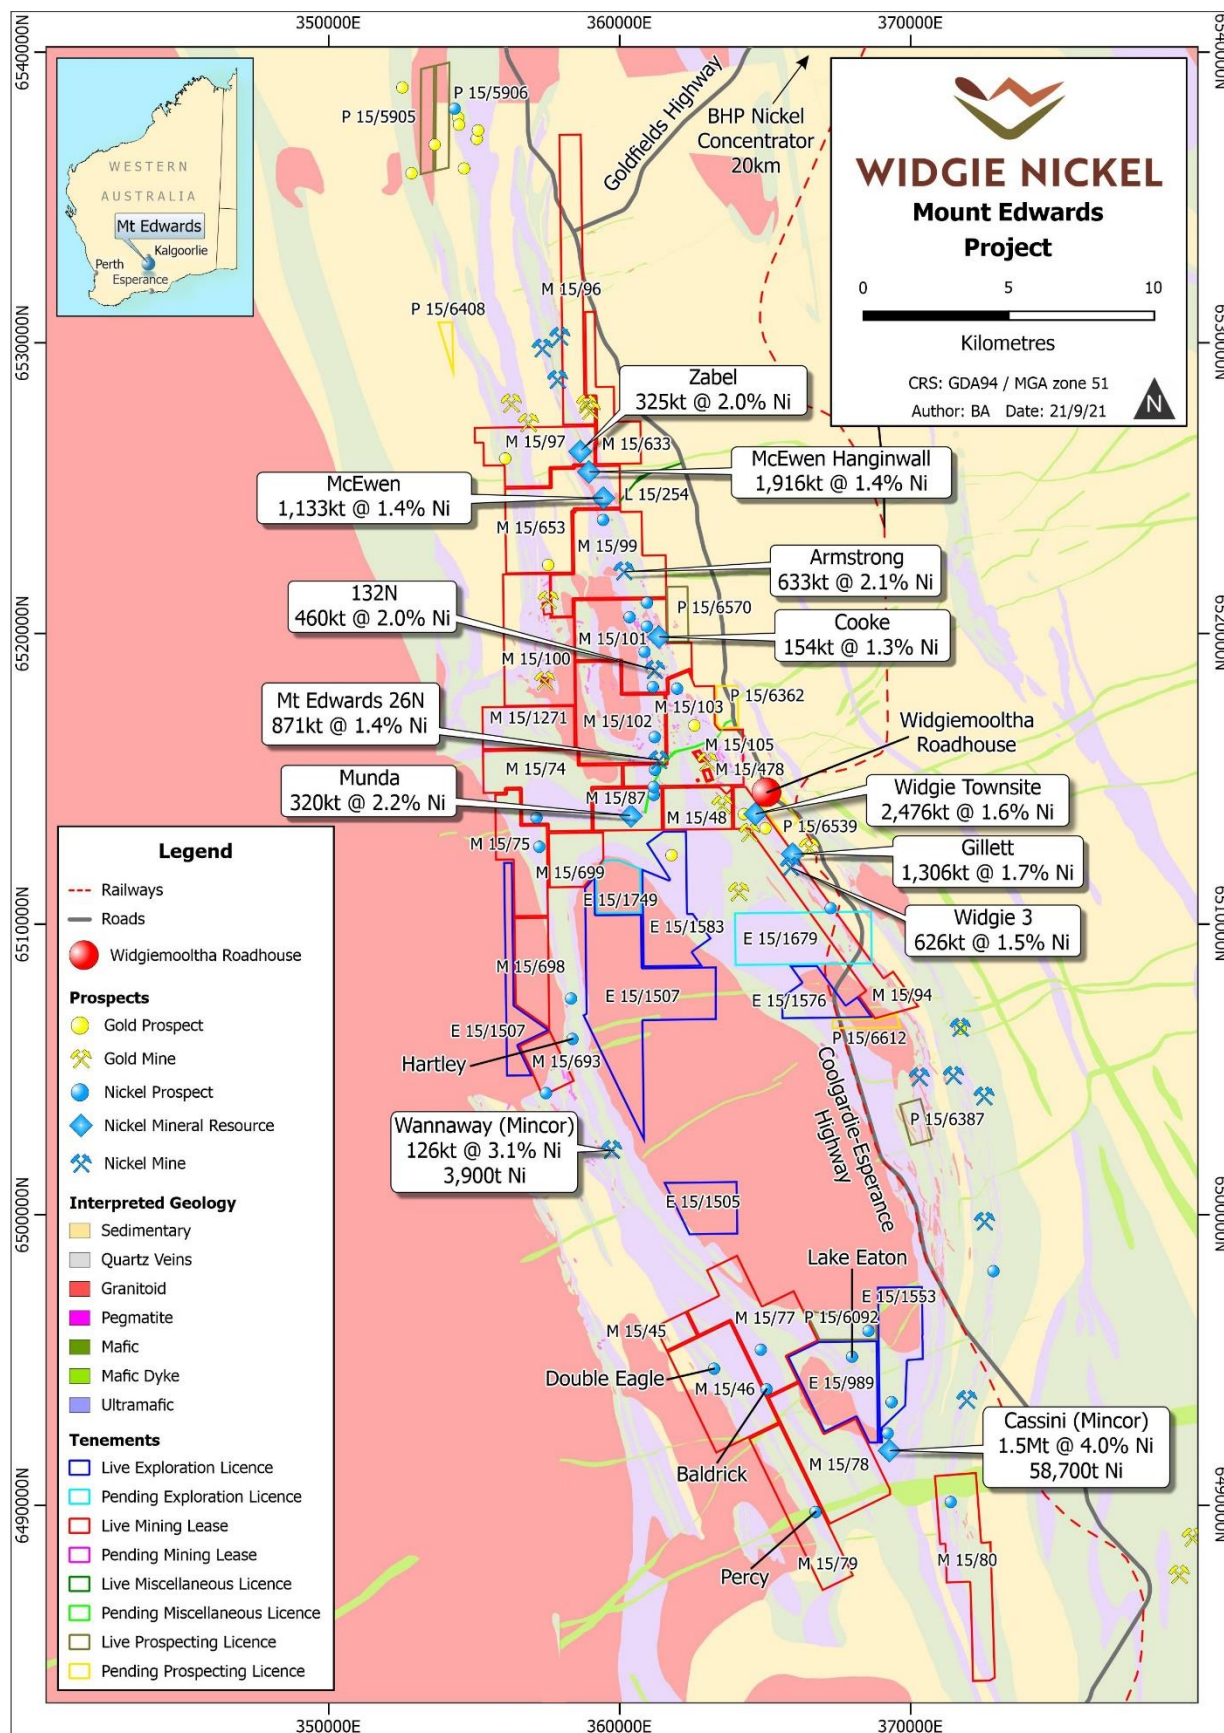 350000E
360000E
370000E
6540000N
6530000N
6520000N
6510000N
6500000N
6490000N
6540000N
6530000N
6520000N
6510000N
6500000N
6490000N
350000E
360000E
370000E
WESTERN
AUSTRALIA
Mt Edwards
Kalgoorlie
Perth
Esperance
WIDGIE NICKEL
Mount Edwards
Project
0
5
10
Kilometres
CRS: GDA94 / MGA zone 51
Author: BA Date: 21/9/21
N
P 15/5906
P 15/5905
Goldfields Highway
BHP Nickel
Concentrator
20km
M 15/96
P 15/6408
Zabel
325kt @ 2.0% Ni
M 15/97
M 15/633
McEwen Hanginwall
1,916kt @ 1.4% Ni
McEwen
1,133kt @ 1.4% Ni
L 15/254
M 15/653
M 15/99
Armstrong
633kt @ 2.1% Ni
132N
460kt @ 2.0% Ni
P 15/6570
Cooke
154kt @ 1.3% Ni
M 15/101
M 15/100
P 15/6362
Mt Edwards 26N
871kt @ 1.4% Ni
M 15/1271
M 15/102
M 15/103
Widgiemooltha
Roadhouse
M 15/105
M 15/74
M 15/478
Munda
320kt @ 2.2% Ni
M 15/87
M 15/48
Widgie Townsite
2,476kt @ 1.6% Ni
P 15/6539
M 15/75
Gillett
1,306kt @ 1.7% Ni
M 15/699
E 15/1749
E 15/1583
Widgie 3
626kt @ 1.5% Ni
E 15/1679
M 15/698
E 15/1507
E 15/1576
M 15/94
E 15/1507
P 15/6612
Hartley
M 15/693
Coolgardie-Esperance
Highway
P 15/6387
Wannaway (Mincor)
126kt @ 3.1% Ni
3,900t Ni
E 15/1505
Lake Eaton
E 15/1553
M 15/77
P 15/6092
M 15/45
Double Eagle
M 15/46
E 15/989
Cassini (Mincor)
1.5Mt @ 4.0% Ni
58,700t Ni
Baldrick
M 15/78
Percy
M 15/79
M 15/80
Legend
Railways
Roads
Widgiemooltha Roadhouse
Prospects
Gold Prospect
Gold Mine
Nickel Prospect
Nickel Mineral Resource
Nickel Mine
Interpreted Geology
Sedimentary
Quartz Veins
Granitoid
Pegmatite
Mafic
Mafic Dyke
Ultramafic
Tenements
Live Exploration Licence
Pending Exploration Licence
Live Mining Lease
Pending Mining Lease
Live Miscellaneous Licence
Pending Miscellaneous Licence
Live Prospecting Licence
Pending Prospecting Licence